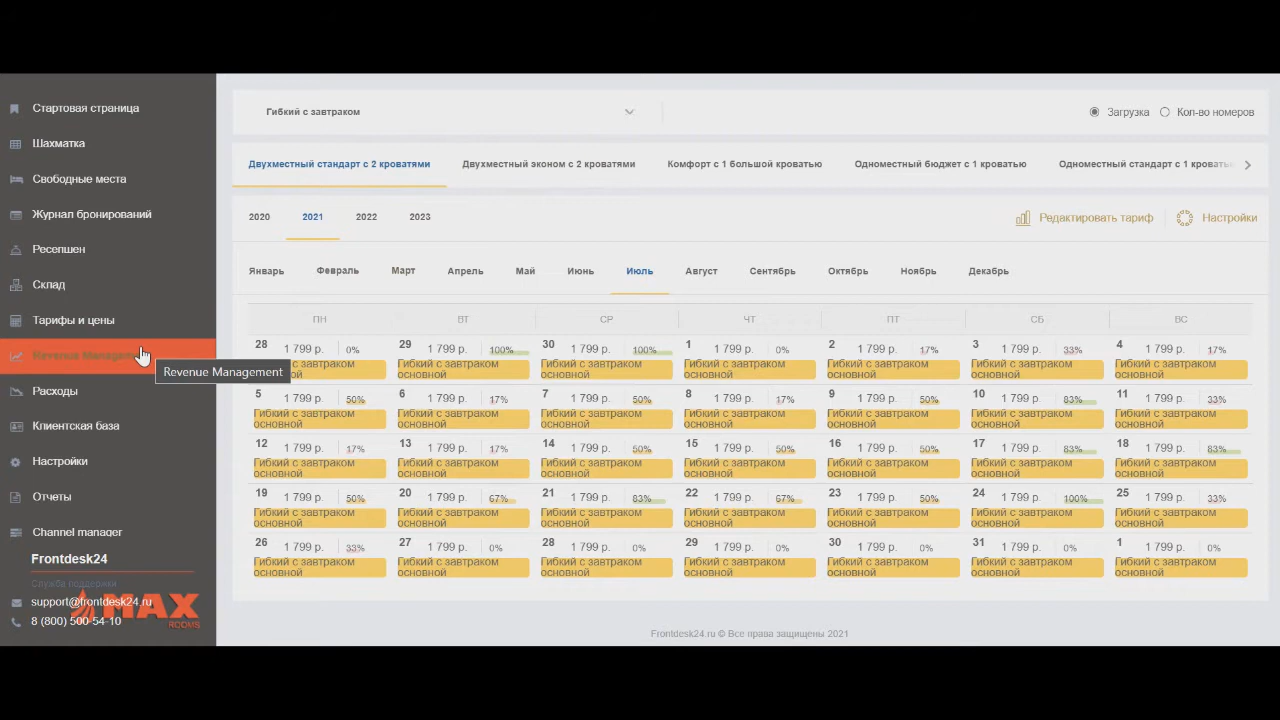 Стартовая страница
Шахматка
Свободные места
Журнал бронирований
Ресепшен
Склад
Тарифы и цены
Revenue Management
Revenue Management
Расходы
Клиентская база
Настройки
Отчеты
Channel manager
Frontdesk24
Служба поддержки
support@frontdesk24.ru
8 (800) 500-54-10
MAX
ROOMS
Гибкий с завтраком
Загрузка Кол-во номеров
Двухместный стандарт с 2 кроватями Двухместный эконом с 2 кроватями Комфорт с 1 большой кроватью Одноместный бюджет с 1 кроватью Одноместный стандарт с 1 кровать
2020 2021 2022 2023 Редактировать тариф Настройки
Январь Февраль Март Апрель Май Июнь Июль Август Сентябрь Октябрь Ноябрь Декабрь
ПН ВТ СР ЧТ ПТ СБ ВС
28 1 799 р. 0% 29 1 799 р. 100% 30 1 799 р. 100% 1 1 799 р. 0% 2 1 799 р. 17% 3 1 799 р. 33% 4 1 799 р. 17%
с завтраком Гибкий с завтраком Гибкий с завтраком Гибкий с завтраком Гибкий с завтраком Гибкий с завтраком Гибкий с завтраком
основной основной основной основной основной основной основной
5 1 799 р. 50% 6 1 799 р. 17% 7 1 799 р. 50% 8 1 799 р. 17% 9 1 799 р. 50% 10 1 799 р. 83% 11 1 799 р. 33%
Гибкий с завтраком Гибкий с завтраком Гибкий с завтраком Гибкий с завтраком Гибкий с завтраком Гибкий с завтраком Гибкий с завтраком
основной основной основной основной основной основной основной
12 1 799 р. 17% 13 1 799 р. 17% 14 1 799 р. 50% 15 1 799 р. 50% 16 1 799 р. 50% 17 1 799 р. 83% 18 1 799 р. 83%
Гибкий с завтраком Гибкий с завтраком Гибкий с завтраком Гибкий с завтраком Гибкий с завтраком Гибкий с завтраком Гибкий с завтраком
основной основной основной основной основной основной основной
19 1 799 р. 50% 20 1 799 р. 67% 21 1 799 р. 83% 22 1 799 р. 67% 23 1 799 р. 50% 24 1 799 р. 100% 25 1 799 р. 33%
Гибкий с завтраком Гибкий с завтраком Гибкий с завтраком Гибкий с завтраком Гибкий с завтраком Гибкий с завтраком Гибкий с завтраком
основной основной основной основной основной основной основной
26 1 799 р. 33% 27 1 799 р. 0% 28 1 799 р. 0% 29 1 799 р. 0% 30 1 799 р. 0% 31 1 799 р. 0% 1 1 799 р. 0%
Гибкий с завтраком Гибкий с завтраком Гибкий с завтраком Гибкий с завтраком Гибкий с завтраком Гибкий с завтраком Гибкий с завтраком
основной основной основной основной основной основной основной
Frontdesk24.ru © Все права защищены 2021